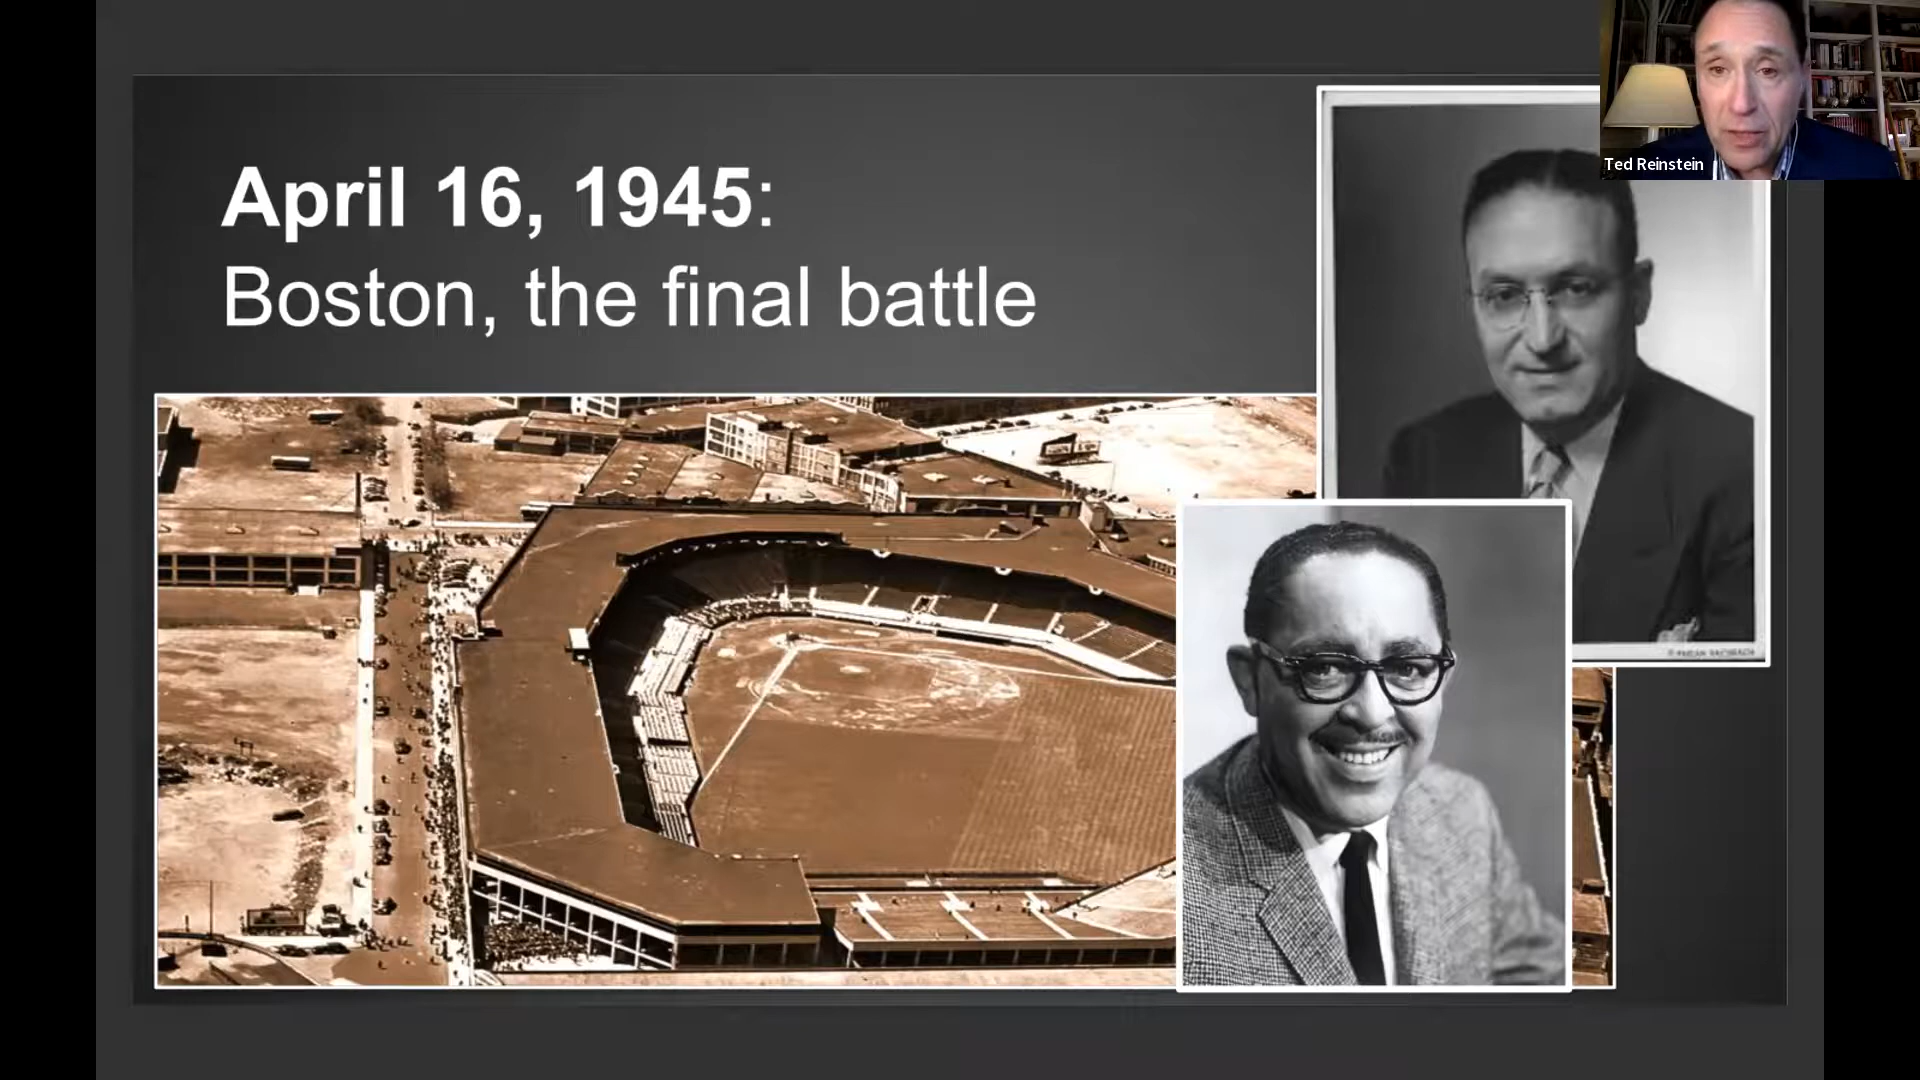 April 16, 1945:
Boston, the final battle
Ted Reinstein